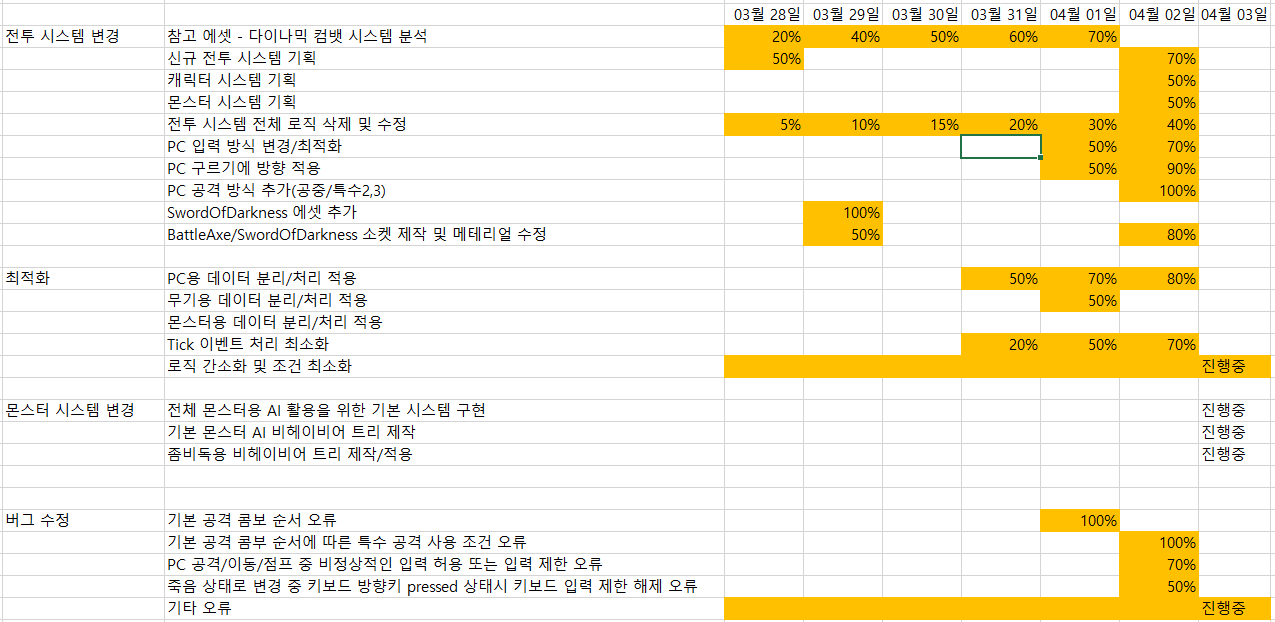 03월 28일 03월 29일 03월 30일 03월 31일 04월 01일 04월 02일 04월 03일
전투 시스템 변경 참고 에셋 - 다이나믹 컴뱃 시스템 분석 20% 40% 50% 60% 70%
신규 전투 시스템 기획 50% 70%
캐릭터 시스템 기획 50%
몬스터 시스템 기획 50%
전투 시스템 전체 로직 삭제 및 수정 5% 10% 15% 20% 30% 40%
PC 입력 방식 변경/최적화 50% 70%
PC 구르기에 방향 적용 50% 90%
PC 공격 방식 추가(공중/특수2,3) 100%
SwordOfDarkness 에셋 추가 100%
BattleAxe/SwordOfDarkness 소켓 제작 및 메테리얼 수정 50% 80%
최적화 PC용 데이터 분리/처리 적용 50% 70% 80%
무기용 데이터 분리/처리 적용 50%
몬스터용 데이터 분리/처리 적용
Tick 이벤트 처리 최소화 20% 50% 70%
로직 간소화 및 조건 최소화 진행중
몬스터 시스템 변경 전체 몬스터용 AI 활용을 위한 기본 시스템 구현 진행중
기본 몬스터 AI 비헤이비어 트리 제작 진행중
좀비독용 비헤이비어 트리 제작/적용 진행중
버그 수정 기본 공격 콤보 순서 오류 100%
기본 공격 콤부 순서에 따른 특수 공격 사용 조건 오류 100%
PC 공격/이동/점프 중 비정상적인 입력 허용 또는 입력 제한 오류 70%
죽음 상태로 변경 중 키보드 방향키 pressed 상태시 키보드 입력 제한 해제 오류 50%
기타 오류 진행중